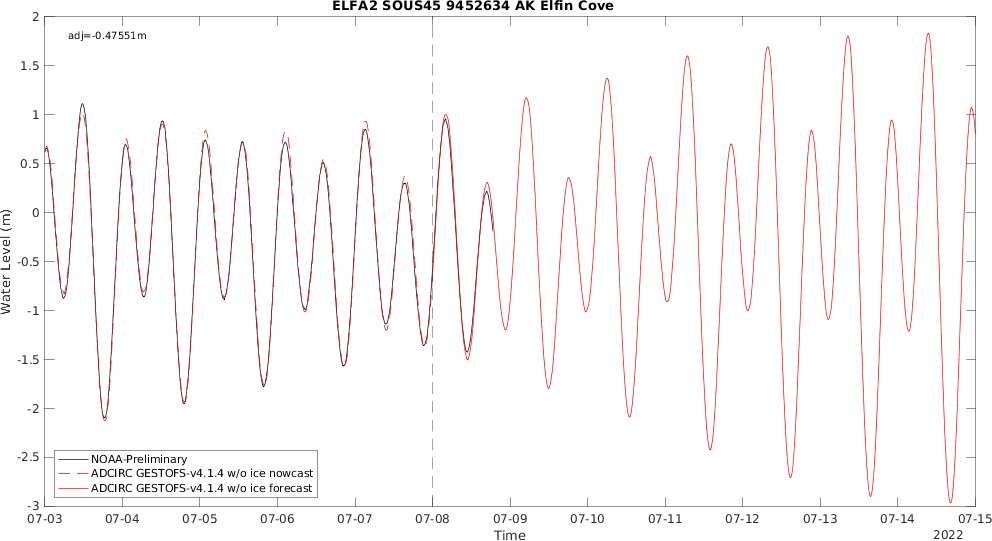 ELFA2 SOUS45 9452634 AK Elfin Cove
adj=-0.47551m
2
1.5
1
0.5
0
-0.5
-1
-1.5
-2
-2.5
-3
Water Level (m)
NOAA-Preliminary
ADCIRC GESTOFS-v4.1.4 w/o ice nowcast
ADCIRC GESTOFS-v4.1.4 w/o ice forecast
07-03 07-04 07-05 07-06 07-07 07-08 07-09 07-10 07-11 07-12 07-13 07-14 07-15
Time
2022